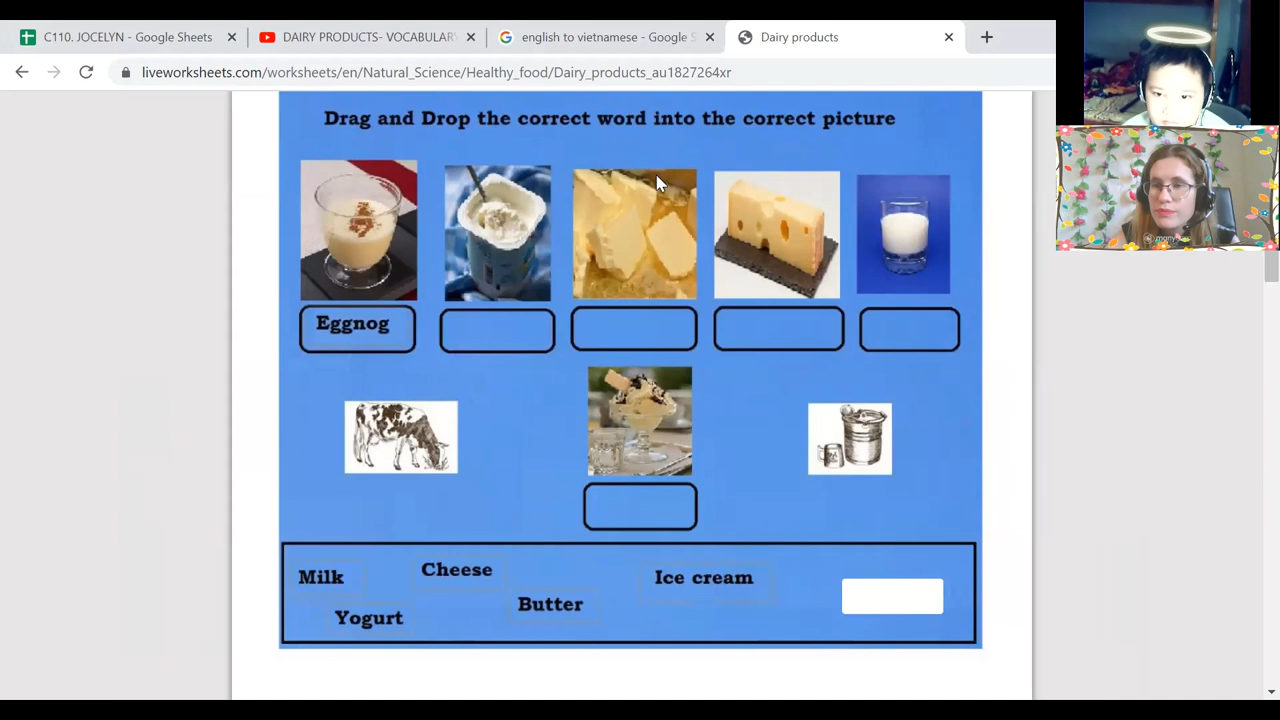 C110. JOCELYN - Google Sheets
DAIRY PRODUCTS- VOCABULARY
english to vietnamese - Google S
Dairy products
liveworksheets.com/worksheets/en/Natural_Science/Healthy_food/Dairy_products_au1827264xr
Drag and Drop the correct word into the correct picture
Eggnog
Milk
Cheese
Ice cream
Yogurt
Butter